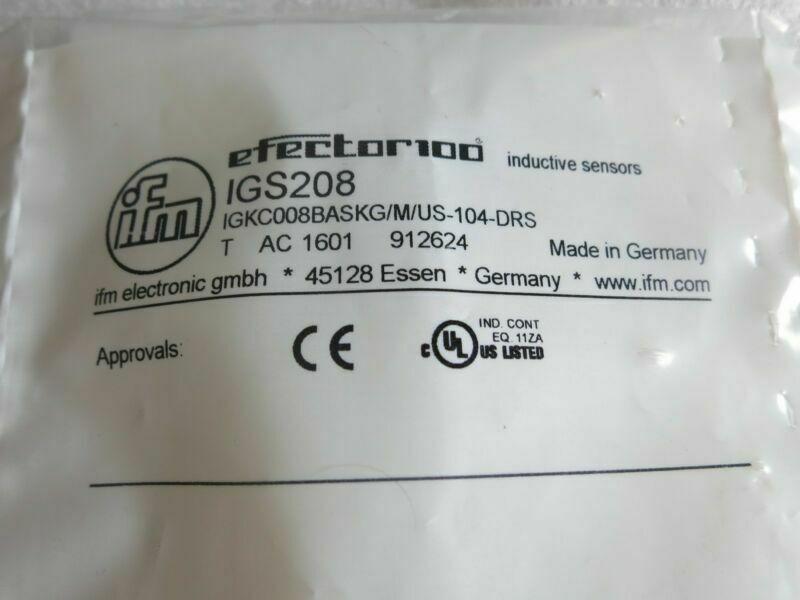 efector100® inductive sensors
ifm
IGS208
IGKC008BASKG/M/US-104-DRS
T AC 1601 912624 Made in Germany
ifm electronic gmbh * 45128 Essen * Germany * www.ifm.com
Approvals: CE
IND. CONT
EQ. 11ZA
C UL US LISTED